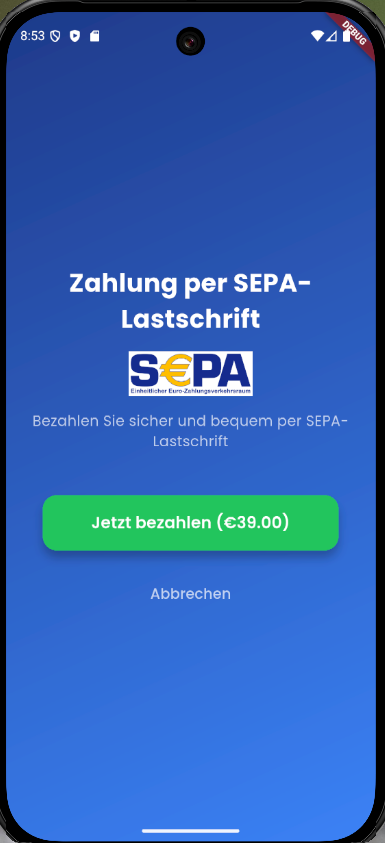 8:53
DEBUG
Zahlung per SEPA-
Lastschrift
S€PA
Einheitlicher Euro-Zahlungsverkehrsraum
Bezahlen Sie sicher und bequem per SEPA-
Lastschrift
Jetzt bezahlen (€39.00)
Abbrechen